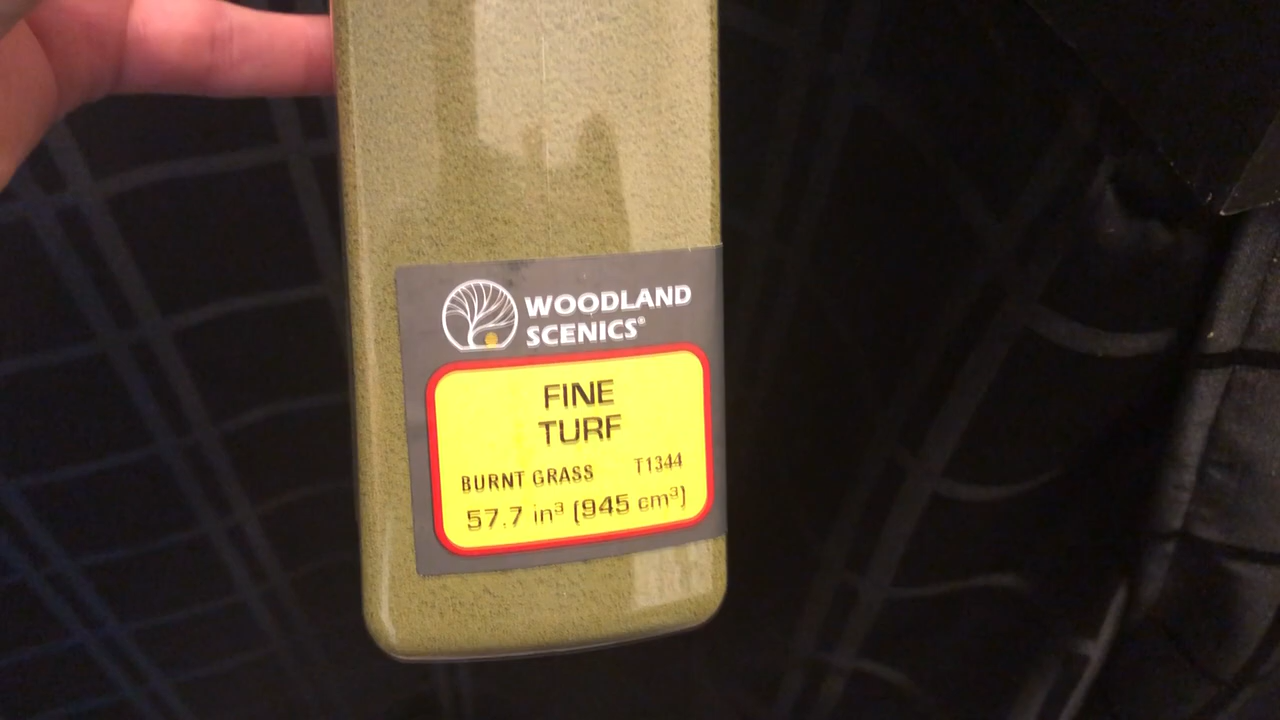 WOODLAND
SCENICS®
FINE
TURF
BURNT GRASS T1344
57.7 in³ (945 cm³)